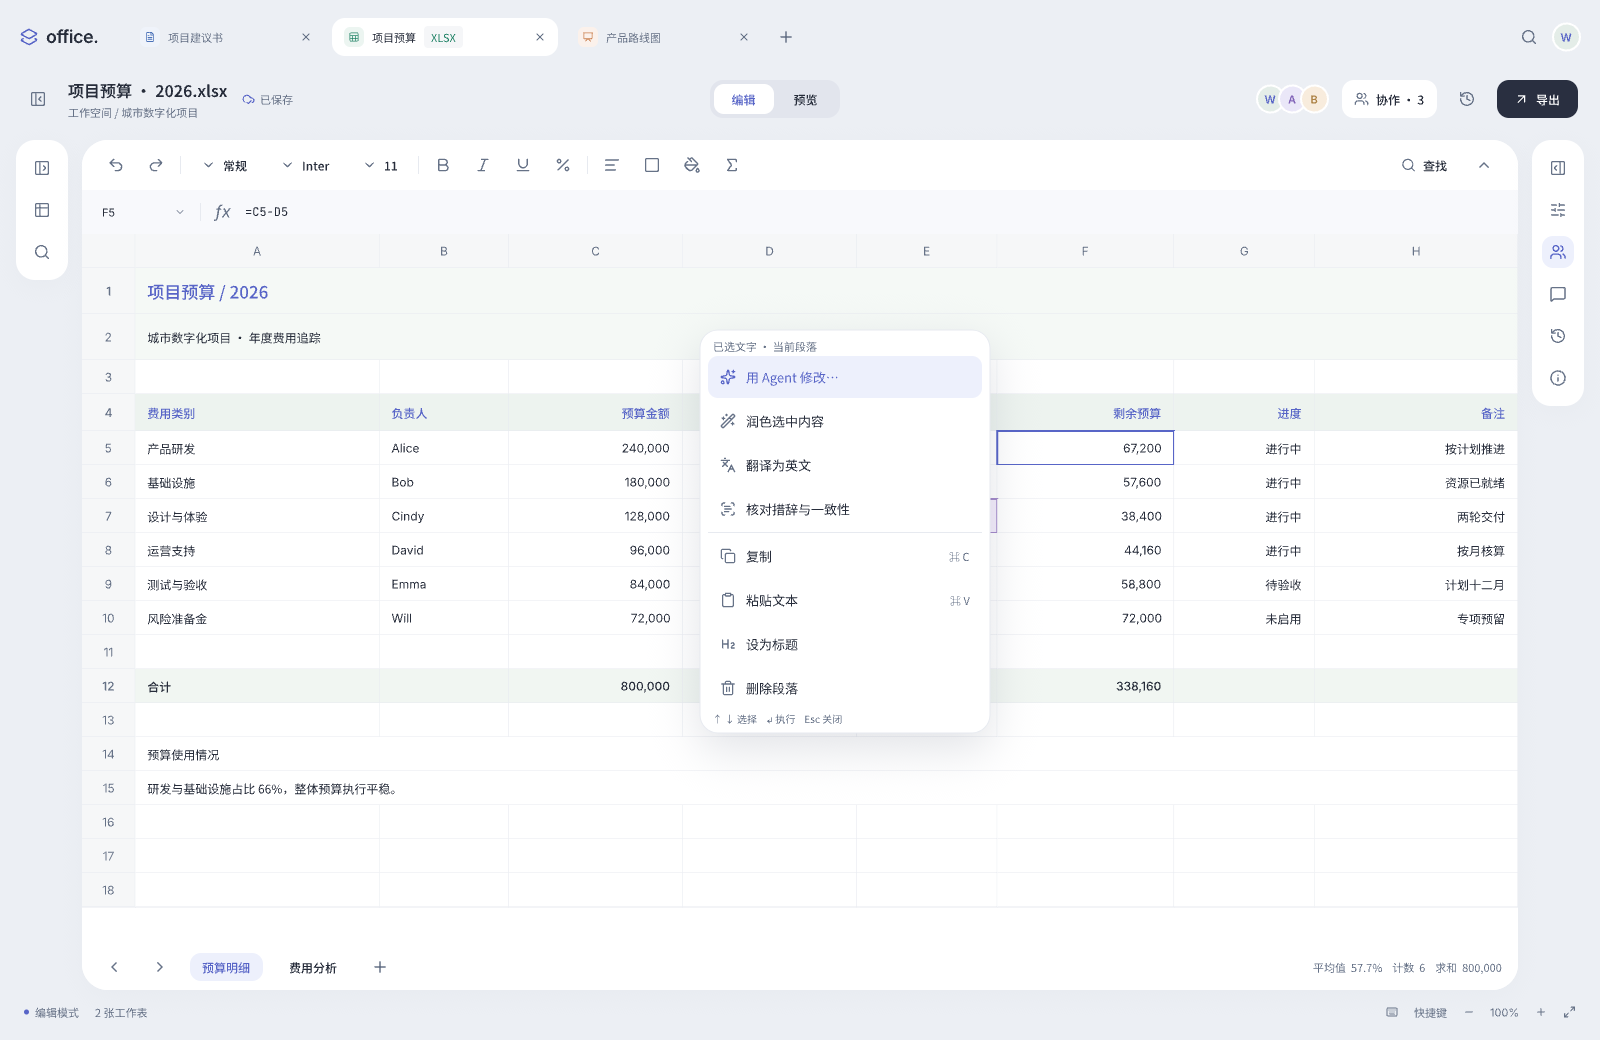 office.
项目建议书
项目预算 XLSX
产品路线图
W
项目预算 · 2026.xlsx
已保存
工作空间 / 城市数字化项目
编辑 预览
W A B
协作 · 3
导出
常规 Inter 11
B I U %
Σ
查找
F5
fx =C5-D5
A B C D E F G H
1 项目预算 / 2026
2 城市数字化项目 · 年度费用追踪
3
4 费用类别 负责人 预算金额 剩余预算 进度 备注
5 产品研发 Alice 240,000 67,200 进行中 按计划推进
6 基础设施 Bob 180,000 57,600 进行中 资源已就绪
7 设计与体验 Cindy 128,000 38,400 进行中 两轮交付
8 运营支持 David 96,000 44,160 进行中 按月核算
9 测试与验收 Emma 84,000 58,800 待验收 计划十二月
10 风险准备金 Will 72,000 72,000 未启用 专项预留
11
12 合计 800,000 338,160
13
14 预算使用情况
15 研发与基础设施占比 66%，整体预算执行平稳。
16
17
18
已选文字 · 当前段落
用 Agent 修改…
润色选中内容
翻译为英文
核对措辞与一致性
复制 ⌘C
粘贴文本 ⌘V
H2 设为标题
删除段落
↑ ↓ 选择 ↲ 执行 Esc 关闭
预算明细 费用分析
平均值 57.7% 计数 6 求和 800,000
编辑模式 2 张工作表
快捷键 − 100% +